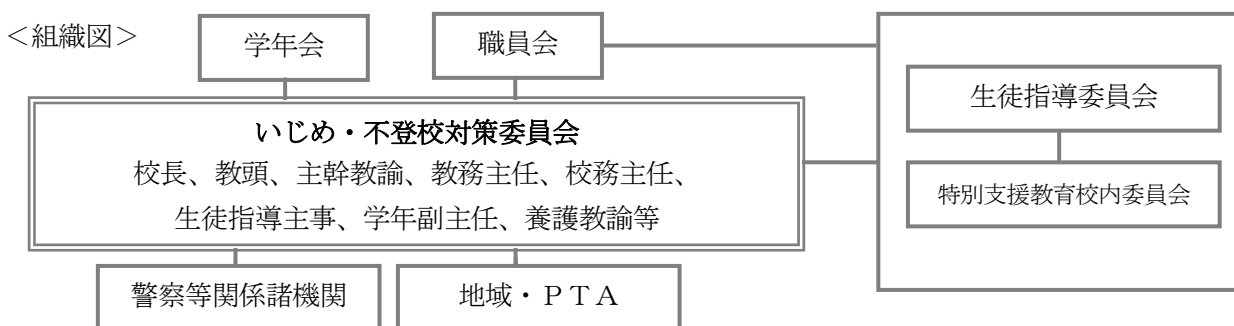 <組織図>
学年会
職員会
いじめ・不登校対策委員会
校長、教頭、主幹教諭、教務主任、校務主任、
生徒指導主事、学年副主任、養護教諭等
生徒指導委員会
特別支援教育校内委員会
警察等関係諸機関
地域・PTA